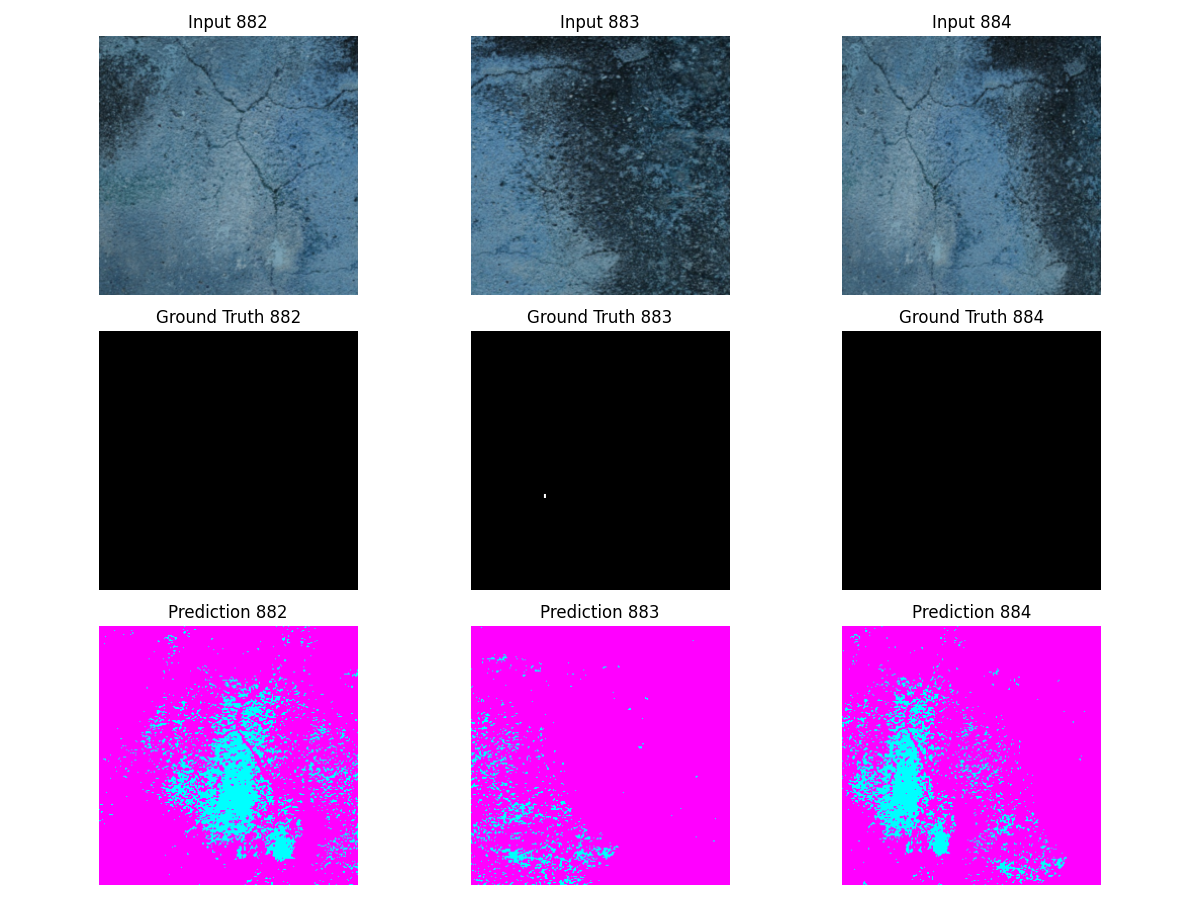 Input 882
Input 883
Input 884
Ground Truth 882
Ground Truth 883
Ground Truth 884
Prediction 882
Prediction 883
Prediction 884